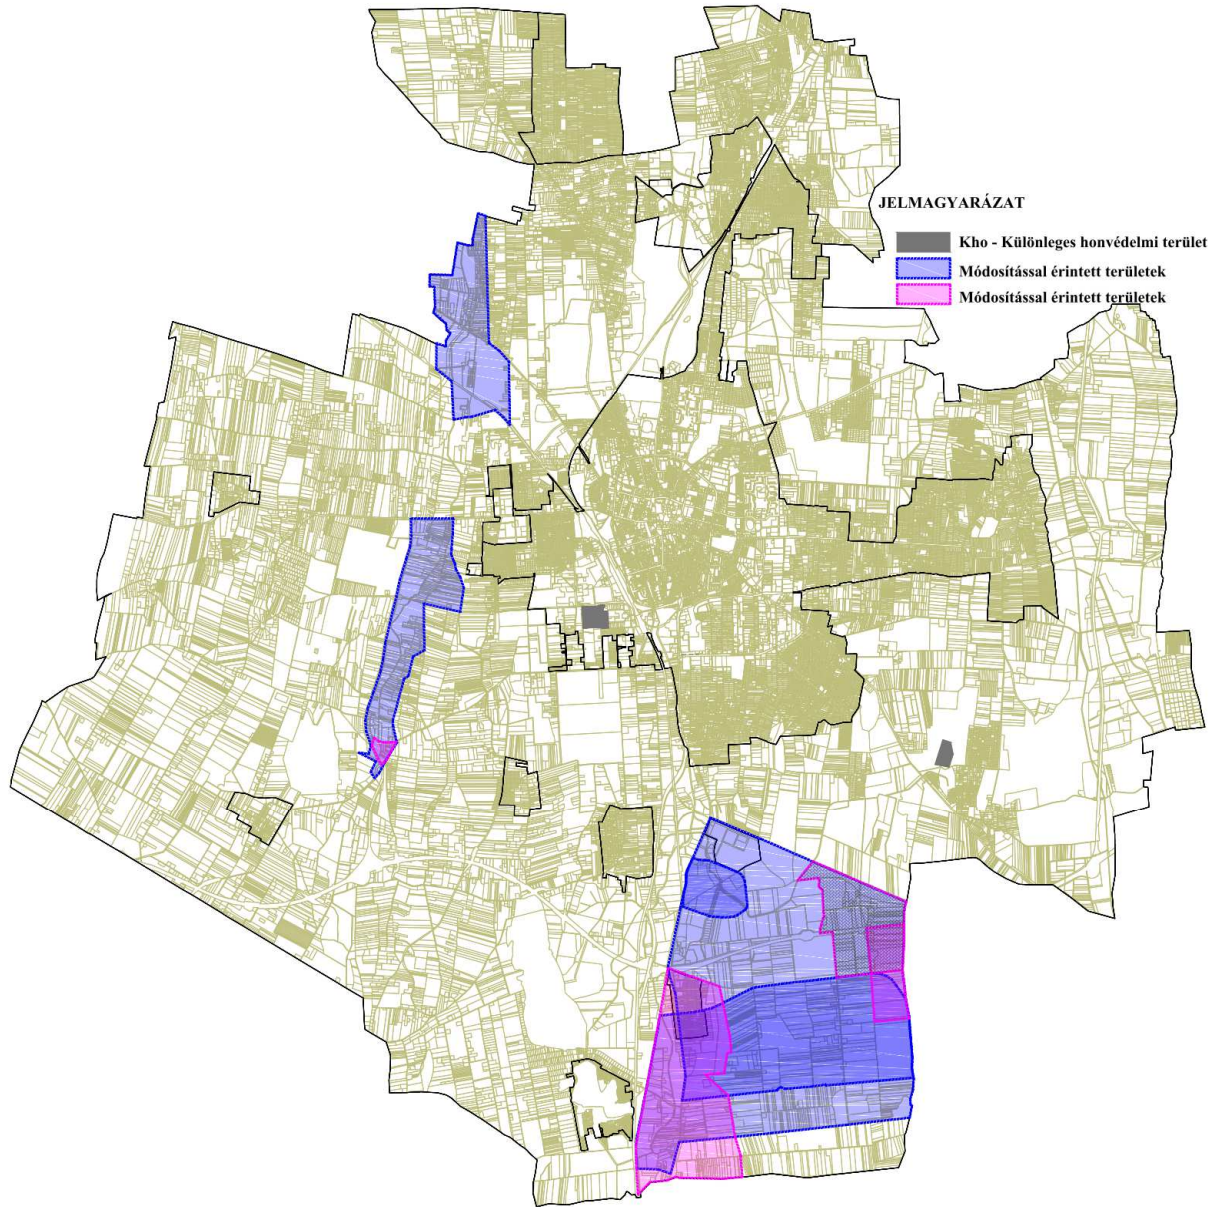 JELMAGYARÁZAT
Kho - Különleges honvédelmi terület
Módosítással érintett területek
Módosítással érintett területek